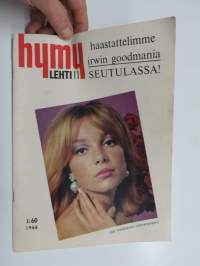 hymy
LEHTI 11
haastattelimme
irwin goodmania
SEUTULASSA!
1:60
1966